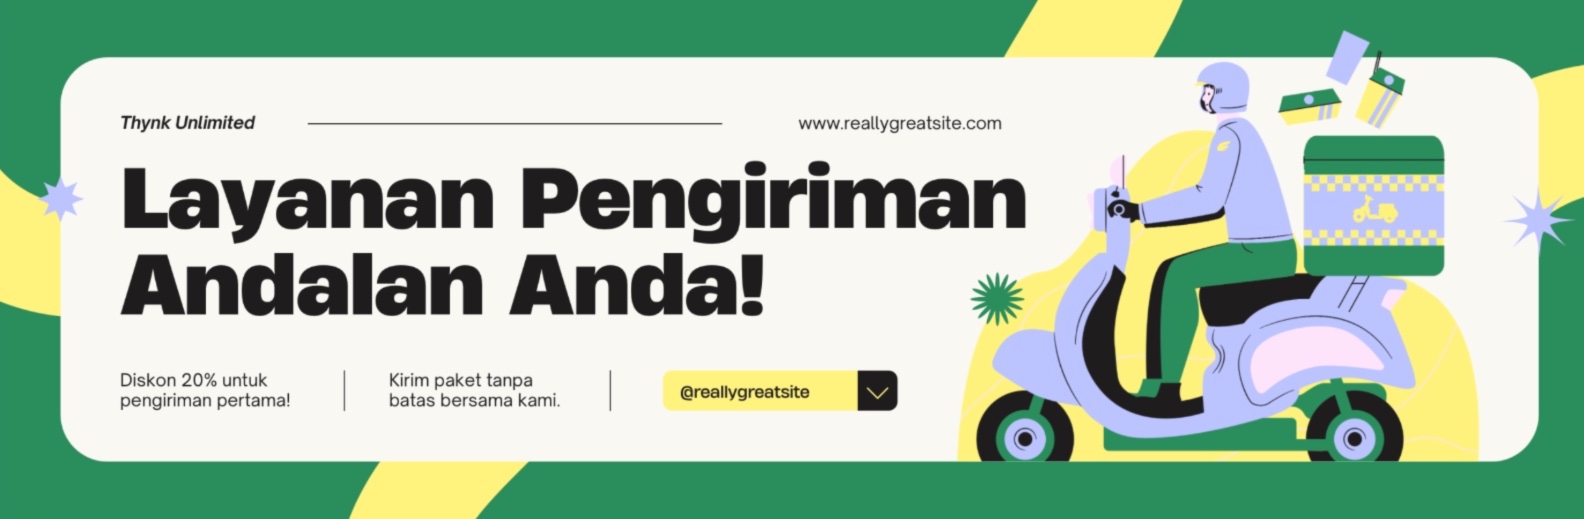 Thynk Unlimited
www.reallygreatsite.com
Layanan Pengiriman
Andalan Anda!
Diskon 20% untuk
pengiriman pertama!
Kirim paket tanpa
batas bersama kami.
@reallygreatsite